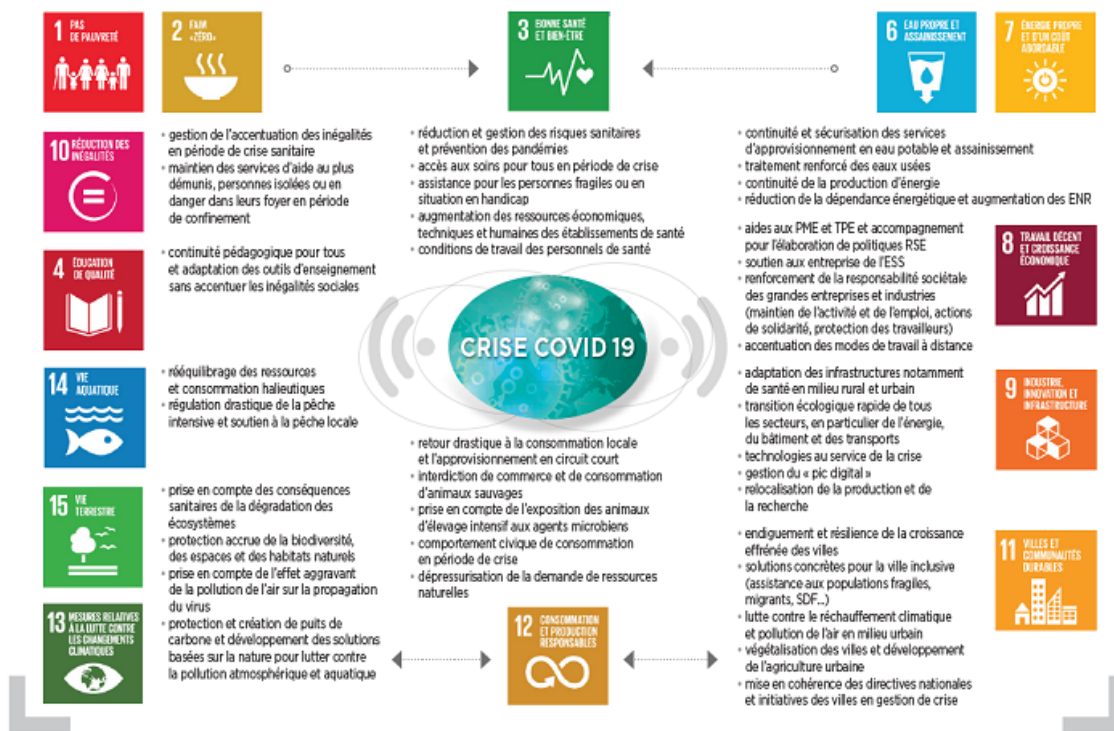 1 PAS
DE PAUVRETÉ
2 FAIM
«ZÉRO»
3 BONNE SANTÉ
ET BIEN-ÊTRE
6 EAU PROPRE ET
ASSAINISSEMENT
7 ÉNERGIE PROPRE
ET D'UN COÛT
ABORDABLE
10 RÉDUCTION DES
INÉGALITÉS
• gestion de l'accentuation des inégalités
en période de crise sanitaire
• maintien des services d'aide au plus
démunis, personnes isolées ou en
danger dans leurs foyer en période
de confinement
4 ÉDUCATION
DE QUALITÉ
• continuité pédagogique pour tous
et adaptation des outils d'enseignement
sans accentuer les inégalités sociales
14 VIE
AQUATIQUE
• rééquilibrage des ressources
et consommation halieutiques
• régulation drastique de la pêche
intensive et soutien à la pêche locale
15 VIE
TERRESTRE
• prise en compte des conséquences
sanitaires de la dégradation des
écosystèmes
• protection accrue de la biodiversité,
des espaces et des habitats naturels
• prise en compte de l'effet aggravant
de la pollution de l'air sur la propagation
du virus
13 MESURES RELATIVES
À LA LUTTE CONTRE
LES CHANGEMENTS
CLIMATIQUES
• protection et création de puits de
carbone et développement des solutions
basées sur la nature pour lutter contre
la pollution atmosphérique et aquatique
• réduction et gestion des risques sanitaires
et prévention des pandémies
• accès aux soins pour tous en période de crise
• assistance pour les personnes fragiles ou en
situation en handicap
• augmentation des ressources économiques,
techniques et humaines des établissements de santé
• conditions de travail des personnels de santé
CRISE COVID 19
• retour drastique à la consommation locale
et l'approvisionnement en circuit court
• interdiction de commerce et de consommation
d'animaux sauvages
• prise en compte de l'exposition des animaux
d'élevage intensif aux agents microbiens
• comportement civique de consommation
en période de crise
• dépressurisation de la demande de ressources
naturelles
12 CONSOMMATION
ET PRODUCTION
RESPONSABLES
• continuité et sécurisation des services
d'approvisionnement en eau potable et assainissement
• traitement renforcé des eaux usées
• continuité de la production d'énergie
• réduction de la dépendance énergétique et augmentation des ENR
• aides aux PME et TPE et accompagnement
pour l'élaboration de politiques RSE
• soutien aux entreprise de l'ESS
• renforcement de la responsabilité sociétale
des grandes entreprises et industries
(maintien de l'activité et de l'emploi, actions
de solidarité, protection des travailleurs)
• accentuation des modes de travail à distance
8 TRAVAIL DÉCENT
ET CROISSANCE
ÉCONOMIQUE
• adaptation des infrastructures notamment
de santé en milieu rural et urbain
• transition écologique rapide de tous
les secteurs, en particulier de l'énergie,
du bâtiment et des transports
• technologies au service de la crise
• gestion du « pic digital »
• relocalisation de la production et de
la recherche
9 INDUSTRIE,
INNOVATION ET
INFRASTRUCTURE
• endiguement et résilience de la croissance
effrénée des villes
• solutions concrètes pour la ville inclusive
(assistance aux populations fragiles,
migrants, SDF...)
• lutte contre le réchauffement climatique
et pollution de l'air en milieu urbain
• végétalisation des villes et développement
de l'agriculture urbaine
• mise en cohérence des directives nationales
et initiatives des villes en gestion de crise
11 VILLES ET
COMMUNAUTÉS
DURABLES